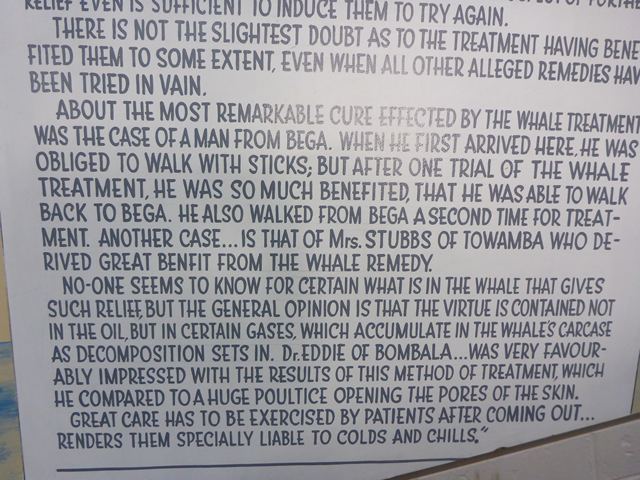 RELIEF EVEN IS SUFFICIENT TO INDUCE THEM TO TRY AGAIN.
THERE IS NOT THE SLIGHTEST DOUBT AS TO THE TREATMENT HAVING BENE
FITED THEM TO SOME EXTENT, EVEN WHEN ALL OTHER ALLEGED REMEDIES HAV
BEEN TRIED IN VAIN.
ABOUT THE MOST REMARKABLE CURE EFFECTED BY THE WHALE TREATMENT
WAS THE CASE OF A MAN FROM BEGA. WHEN HE FIRST ARRIVED HERE, HE WAS
OBLIGED TO WALK WITH STICKS; BUT AFTER ONE TRIAL OF THE WHALE
TREATMENT, HE WAS SO MUCH BENEFITED, THAT HE WAS ABLE TO WALK
BACK TO BEGA. HE ALSO WALKED FROM BEGA A SECOND TIME FOR TREAT-
MENT. ANOTHER CASE... IS THAT OF Mrs. STUBBS OF TOWAMBA WHO DE-
RIVED GREAT BENFIT FROM THE WHALE REMEDY.
NO-ONE SEEMS TO KNOW FOR CERTAIN WHAT IS IN THE WHALE THAT GIVES
SUCH RELIEF, BUT THE GENERAL OPINION IS THAT THE VIRTUE IS CONTAINED NOT
IN THE OIL, BUT IN CERTAIN GASES, WHICH ACCUMULATE IN THE WHALE'S CARCASE
AS DECOMPOSITION SETS IN. Dr. EDDIE OF BOMBALA... WAS VERY FAVOUR-
ABLY IMPRESSED WITH THE RESULTS OF THIS METHOD OF TREATMENT, WHICH
HE COMPARED TO A HUGE POULTICE OPENING THE PORES OF THE SKIN.
GREAT CARE HAS TO BE EXERCISED BY PATIENTS AFTER COMING OUT...
RENDERS THEM SPECIALLY LIABLE TO COLDS AND CHILLS."